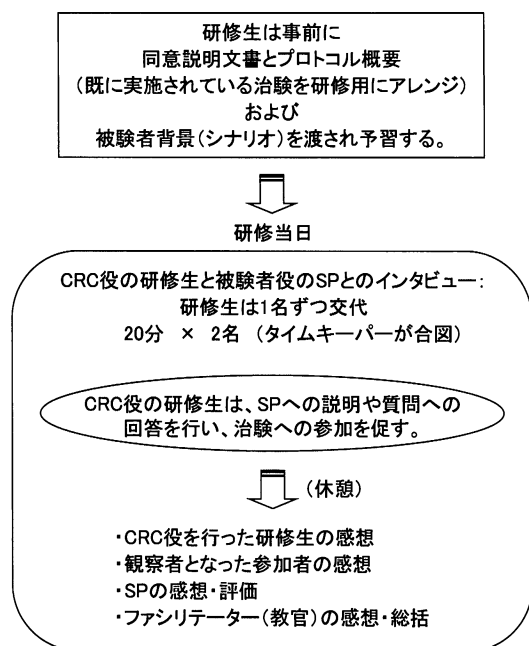 研修生は事前に
同意説明文書とプロトコル概要
（既に実施されている治験を研修用にアレンジ）
および
被験者背景（シナリオ）を渡され予習する。
研修当日
CRC役の研修生と被験者役のSPとのインタビュー：
研修生は1名ずつ交代
20分 × 2名 （タイムキーパーが合図）
CRC役の研修生は、SPへの説明や質問への
回答を行い、治験への参加を促す。
（休憩）
・CRC役を行った研修生の感想
・観察者となった参加者の感想
・SPの感想・評価
・ファシリテーター（教官）の感想・総括